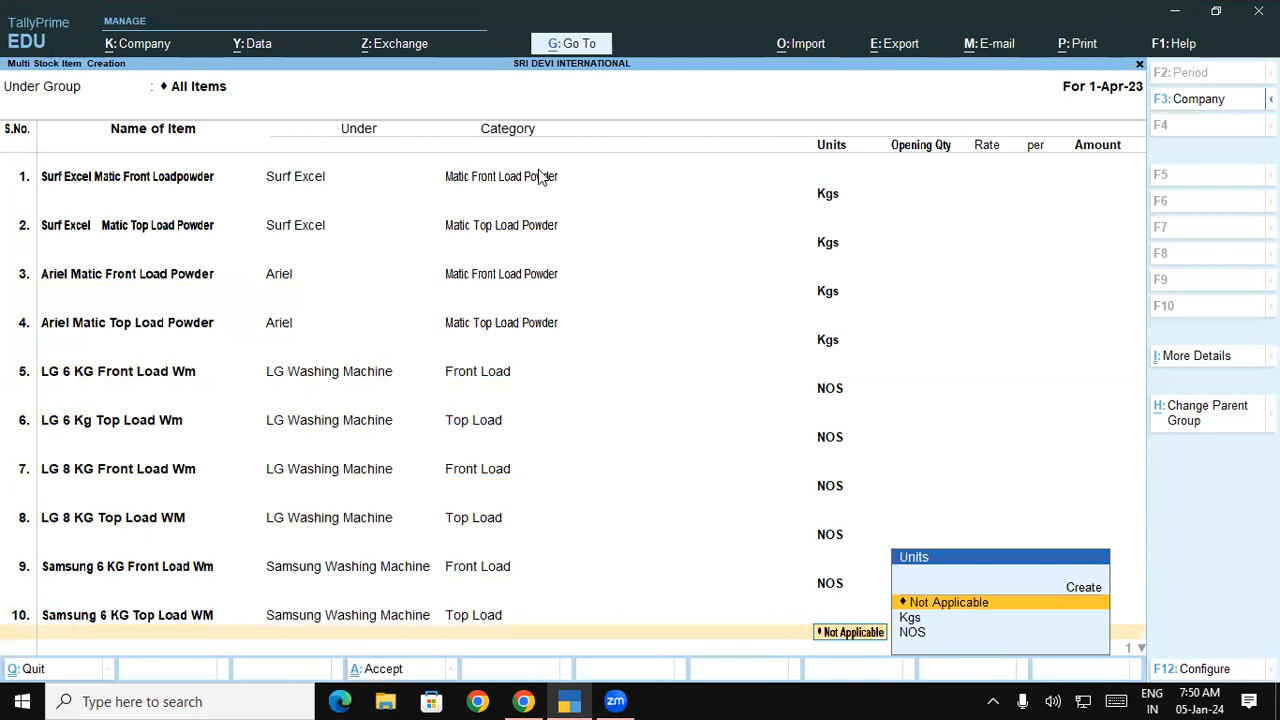 TallyPrime
EDU
MANAGE
K: Company
Y: Data
Z: Exchange
G: Go To
O: Import
E: Export
M: E-mail
P: Print
F1: Help
Multi Stock Item Creation
SRI DEVI INTERNATIONAL
Under Group : ♦ All Items
For 1-Apr-23
S.No. Name of Item Under Category
Units Opening Qty Rate per Amount
1. Surf Excel Matic Front Loadpowder Surf Excel Matic Front Load Powder
Kgs
2. Surf Excel Matic Top Load Powder Surf Excel Matic Top Load Powder
Kgs
3. Ariel Matic Front Load Powder Ariel Matic Front Load Powder
Kgs
4. Ariel Matic Top Load Powder Ariel Matic Top Load Powder
Kgs
5. LG 6 KG Front Load Wm LG Washing Machine Front Load
NOS
6. LG 6 Kg Top Load Wm LG Washing Machine Top Load
NOS
7. LG 8 KG Front Load Wm LG Washing Machine Front Load
NOS
8. LG 8 KG Top Load WM LG Washing Machine Top Load
NOS
9. Samsung 6 KG Front Load Wm Samsung Washing Machine Front Load
NOS
10. Samsung 6 KG Top Load WM Samsung Washing Machine Top Load
♦ Not Applicable
Units
Create
♦ Not Applicable
Kgs
NOS
1
F2: Period
F3: Company
F4
F5
F6
F7
F8
F9
F10
I: More Details
H: Change Parent
Group
F12: Configure
Q: Quit
A: Accept
Type here to search
zm
ENG
IN
7:50 AM
05-Jan-24